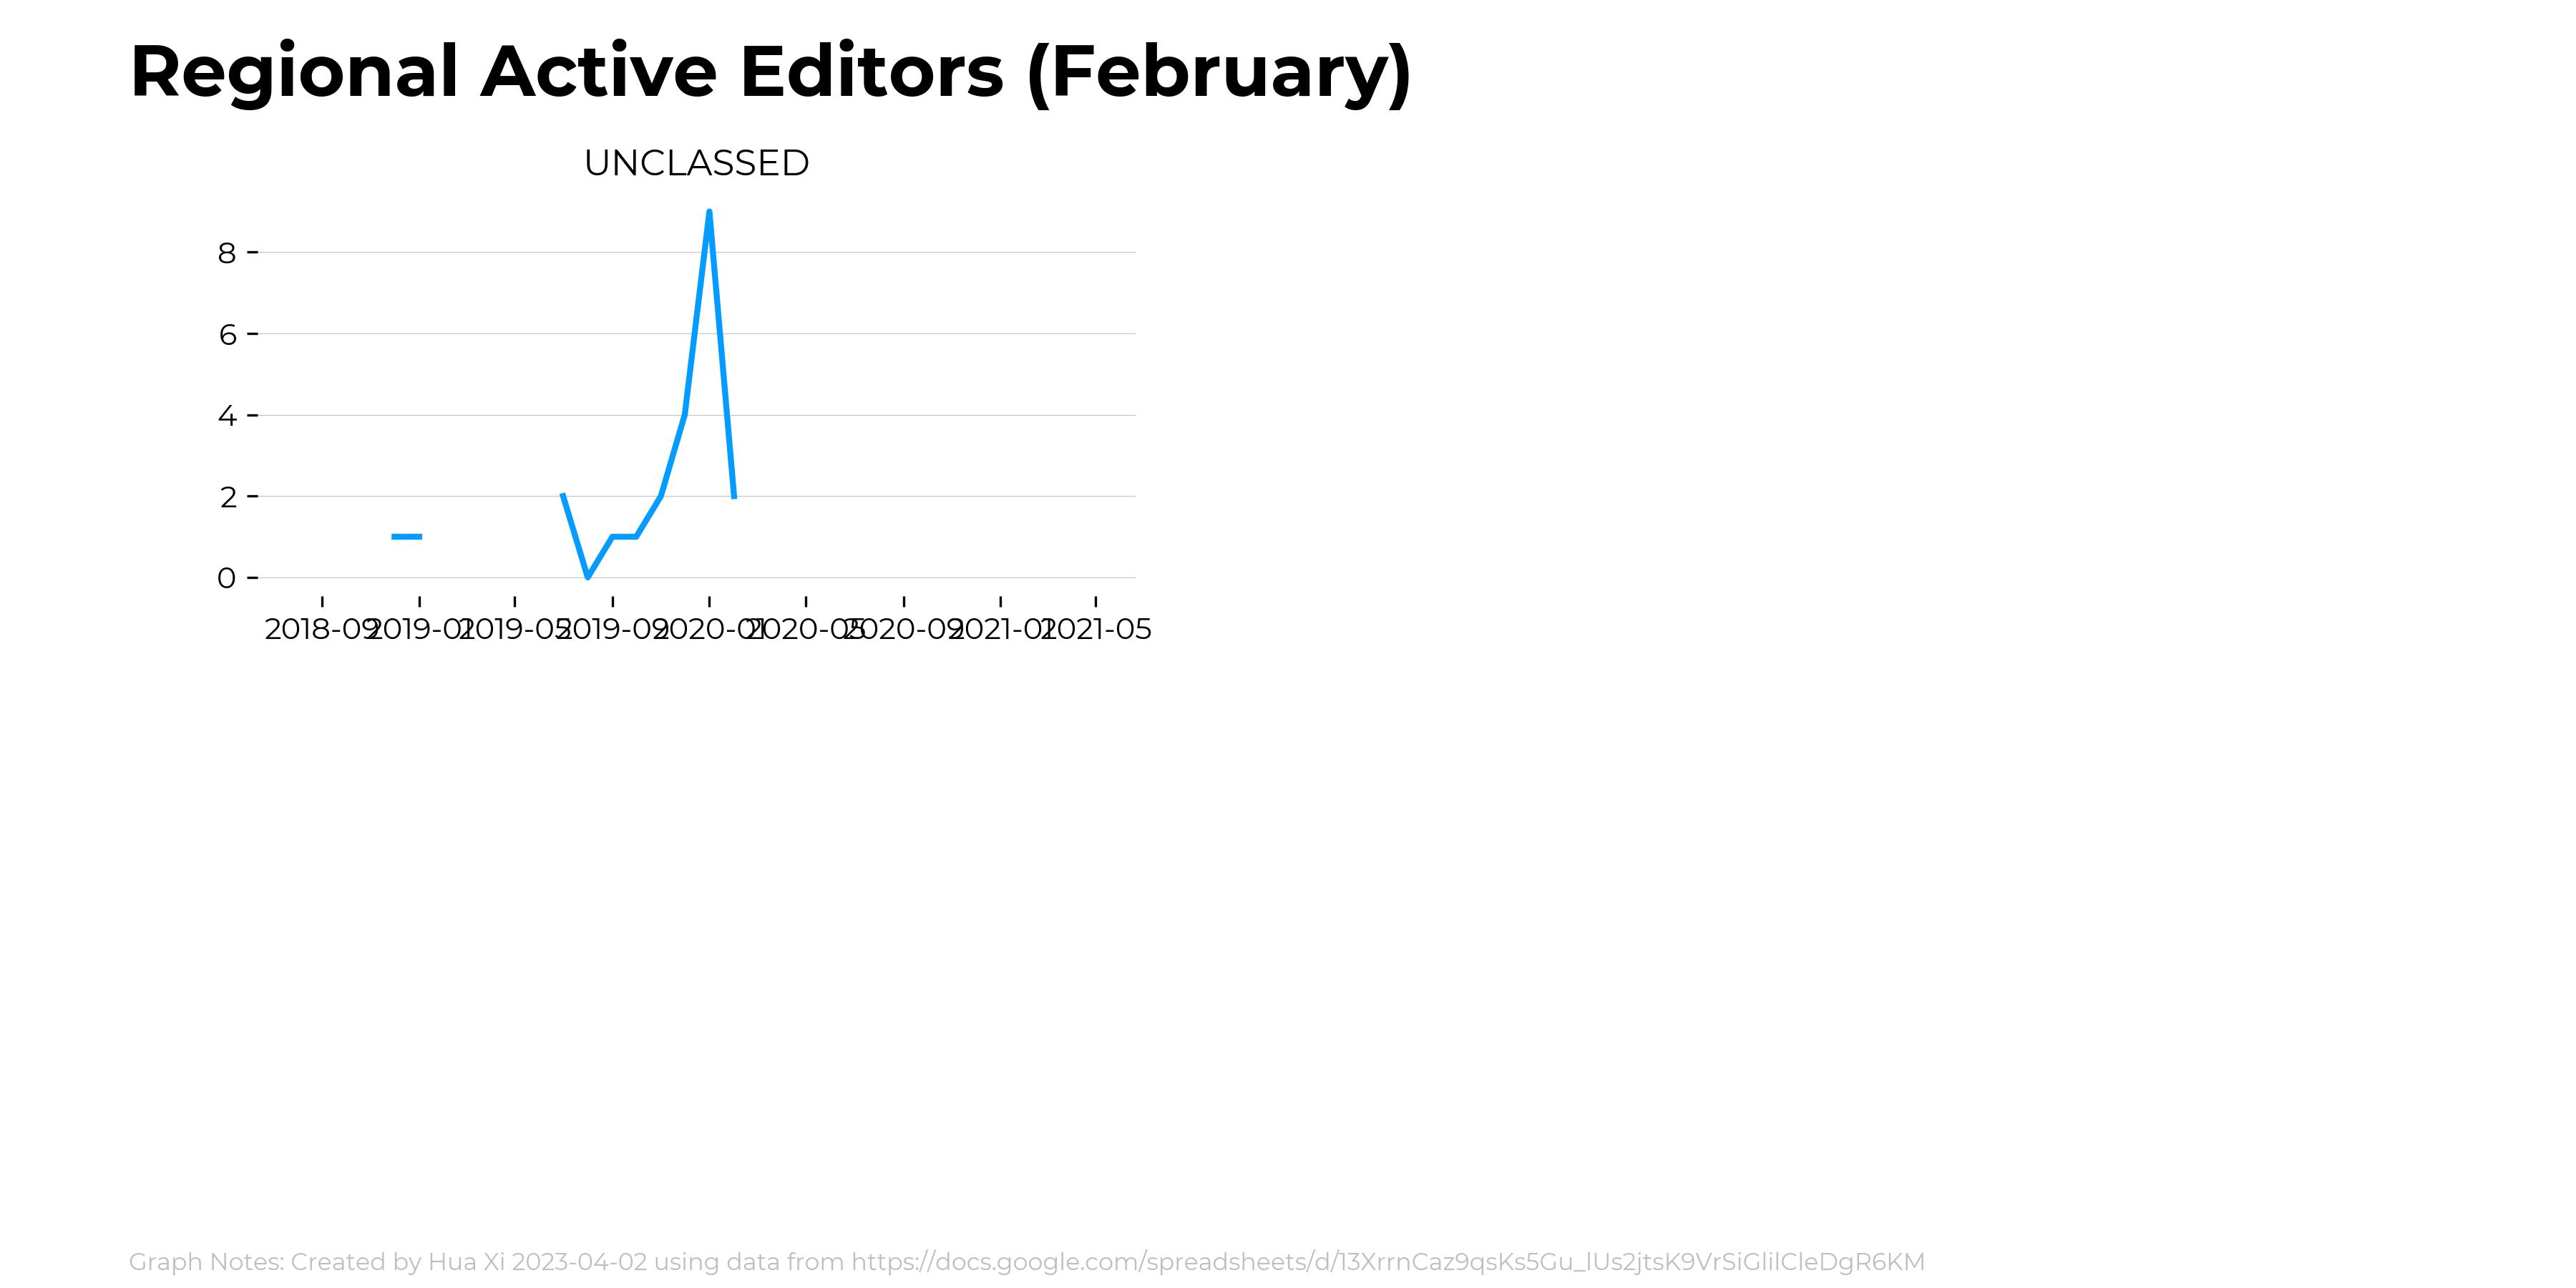 Regional Active Editors (February)
UNCLASSED
8
6
4
2
0
2018-09 2019-01 2019-05 2019-09 2020-01 2020-05 2020-09 2021-01 2021-05
Graph Notes: Created by Hua Xi 2023-04-02 using data from https://docs.google.com/spreadsheets/d/13XrrnCaz9qsKs5Gu_lUs2jtsK9VrSiGlilCleDgR6KM